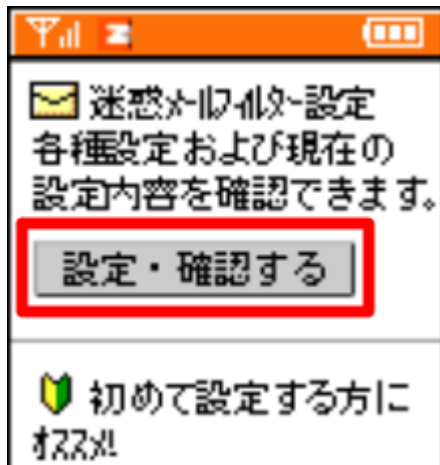 迷惑ﾒｰﾙﾌｨﾙﾀｰ設定
各種設定および現在の
設定内容を確認できます。
設定・確認する
初めて設定する方に
ｵｽｽﾒ!!